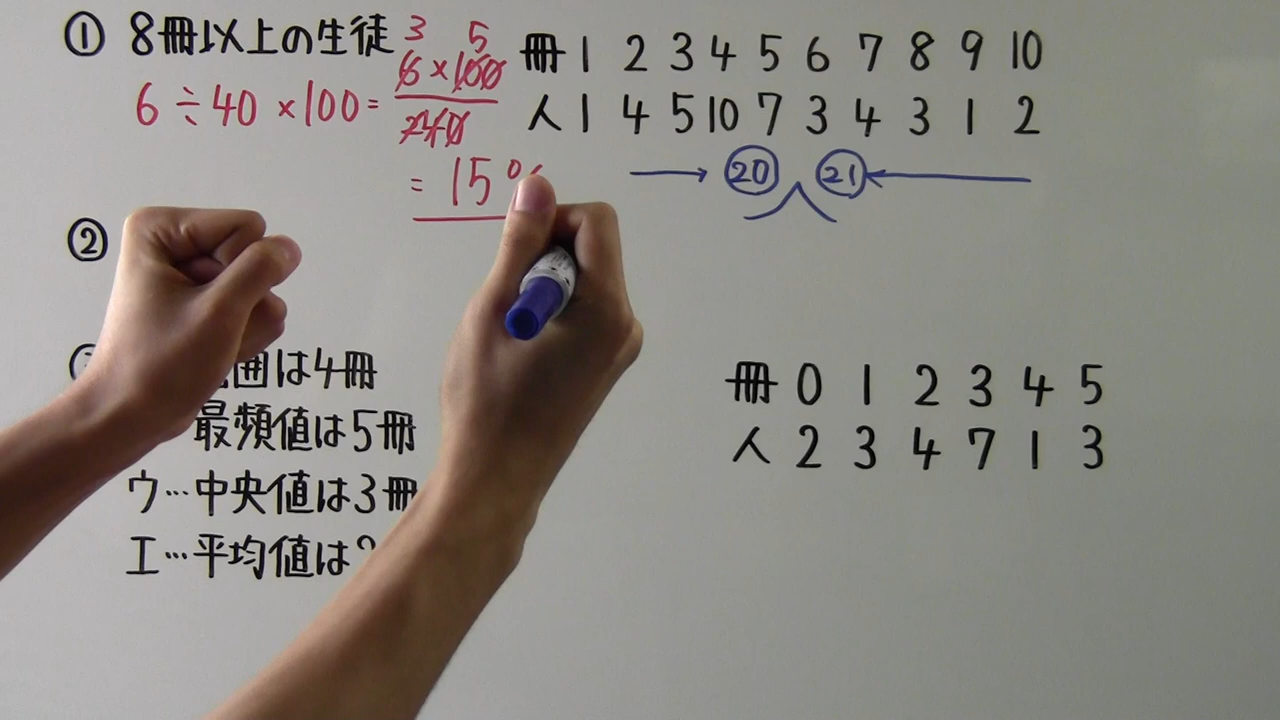 ① 8冊以上の生徒
6÷40×100= 6×100/240 3 5
= 15%
冊 1 2 3 4 5 6 7 8 9 10
人 1 4 5 10 7 3 4 3 1 2
→ ⑳ ㉑ ←
②
囲は4冊
最頻値は5冊
ウ…中央値は3冊
エ…平均値は
冊 0 1 2 3 4 5
人 2 3 4 7 1 3